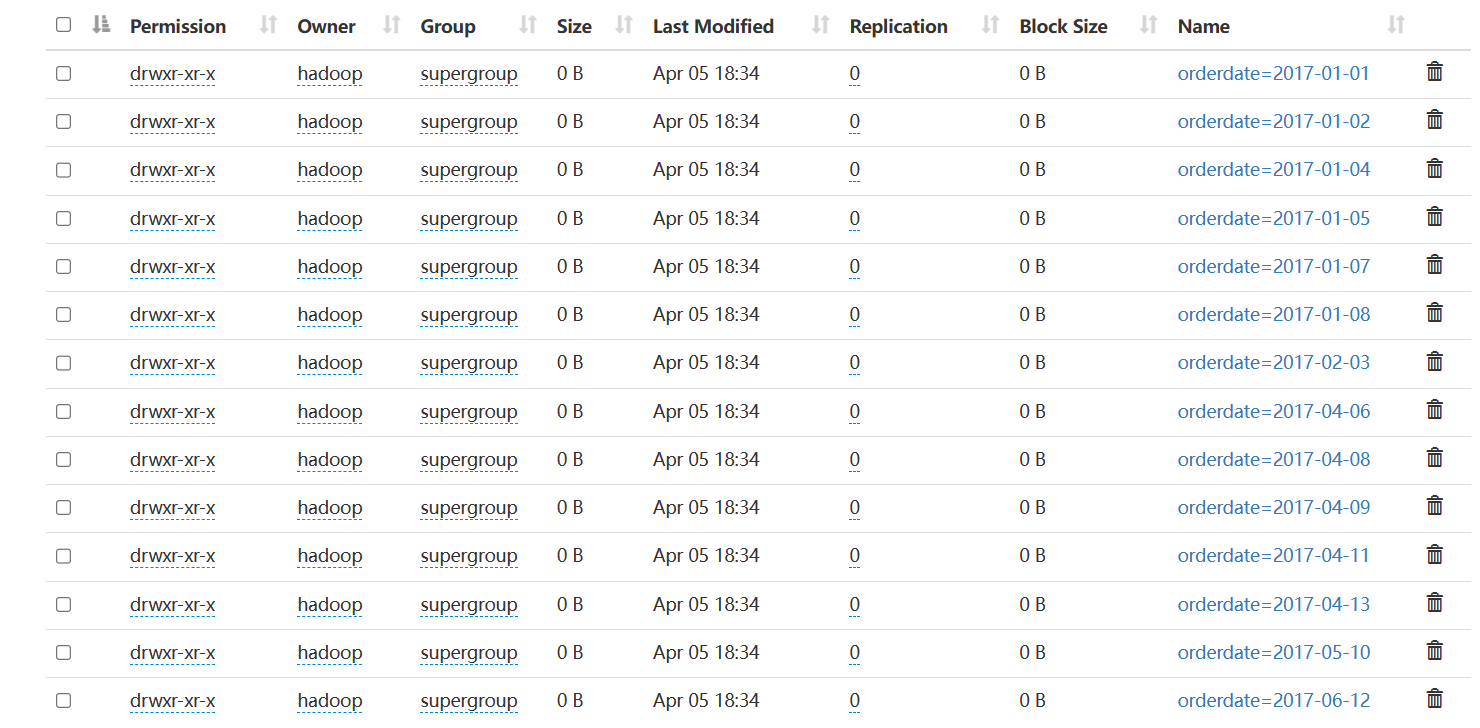 Permission Owner Group Size Last Modified Replication Block Size Name
drwxr-xr-x hadoop supergroup 0 B Apr 05 18:34 0 0 B orderdate=2017-01-01
drwxr-xr-x hadoop supergroup 0 B Apr 05 18:34 0 0 B orderdate=2017-01-02
drwxr-xr-x hadoop supergroup 0 B Apr 05 18:34 0 0 B orderdate=2017-01-04
drwxr-xr-x hadoop supergroup 0 B Apr 05 18:34 0 0 B orderdate=2017-01-05
drwxr-xr-x hadoop supergroup 0 B Apr 05 18:34 0 0 B orderdate=2017-01-07
drwxr-xr-x hadoop supergroup 0 B Apr 05 18:34 0 0 B orderdate=2017-01-08
drwxr-xr-x hadoop supergroup 0 B Apr 05 18:34 0 0 B orderdate=2017-02-03
drwxr-xr-x hadoop supergroup 0 B Apr 05 18:34 0 0 B orderdate=2017-04-06
drwxr-xr-x hadoop supergroup 0 B Apr 05 18:34 0 0 B orderdate=2017-04-08
drwxr-xr-x hadoop supergroup 0 B Apr 05 18:34 0 0 B orderdate=2017-04-09
drwxr-xr-x hadoop supergroup 0 B Apr 05 18:34 0 0 B orderdate=2017-04-11
drwxr-xr-x hadoop supergroup 0 B Apr 05 18:34 0 0 B orderdate=2017-04-13
drwxr-xr-x hadoop supergroup 0 B Apr 05 18:34 0 0 B orderdate=2017-05-10
drwxr-xr-x hadoop supergroup 0 B Apr 05 18:34 0 0 B orderdate=2017-06-12